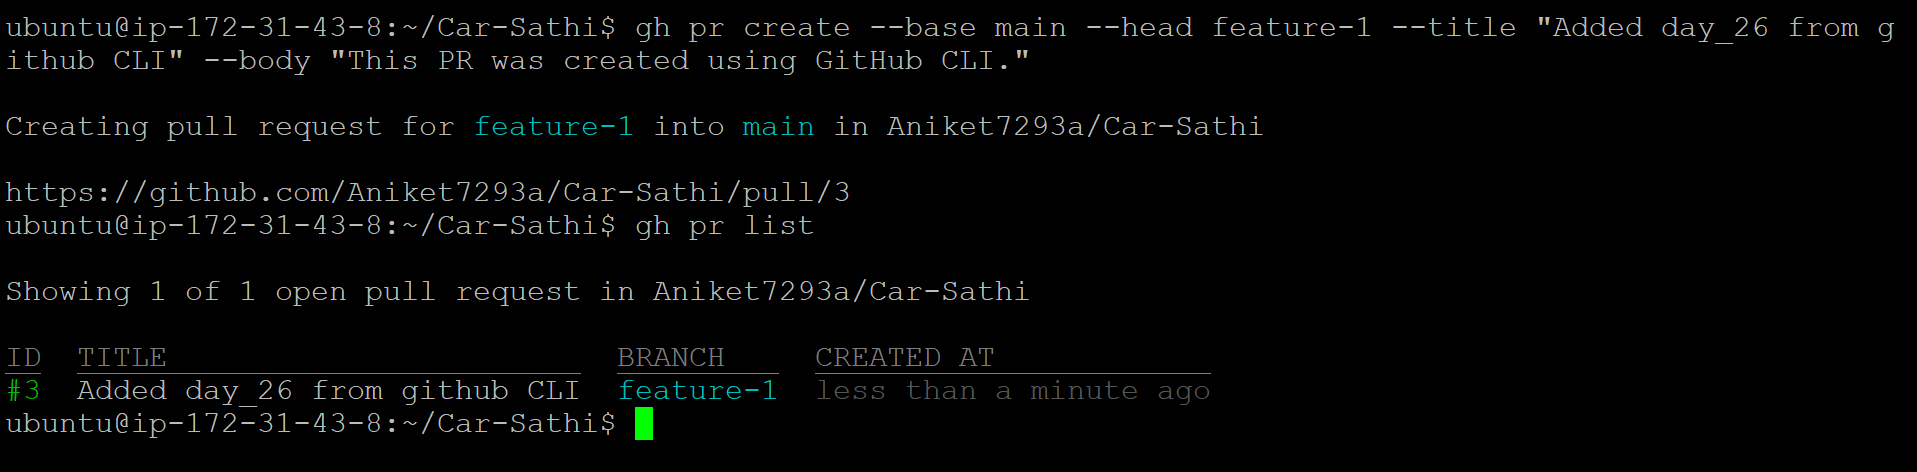 ubuntu@ip-172-31-43-8:~/Car-Sathi$ gh pr create --base main --head feature-1 --title "Added day_26 from g
ithub CLI" --body "This PR was created using GitHub CLI."
Creating pull request for feature-1 into main in Aniket7293a/Car-Sathi
https://github.com/Aniket7293a/Car-Sathi/pull/3
ubuntu@ip-172-31-43-8:~/Car-Sathi$ gh pr list
Showing 1 of 1 open pull request in Aniket7293a/Car-Sathi
ID  TITLE                         BRANCH     CREATED AT
#3  Added day_26 from github CLI  feature-1  less than a minute ago
ubuntu@ip-172-31-43-8:~/Car-Sathi$